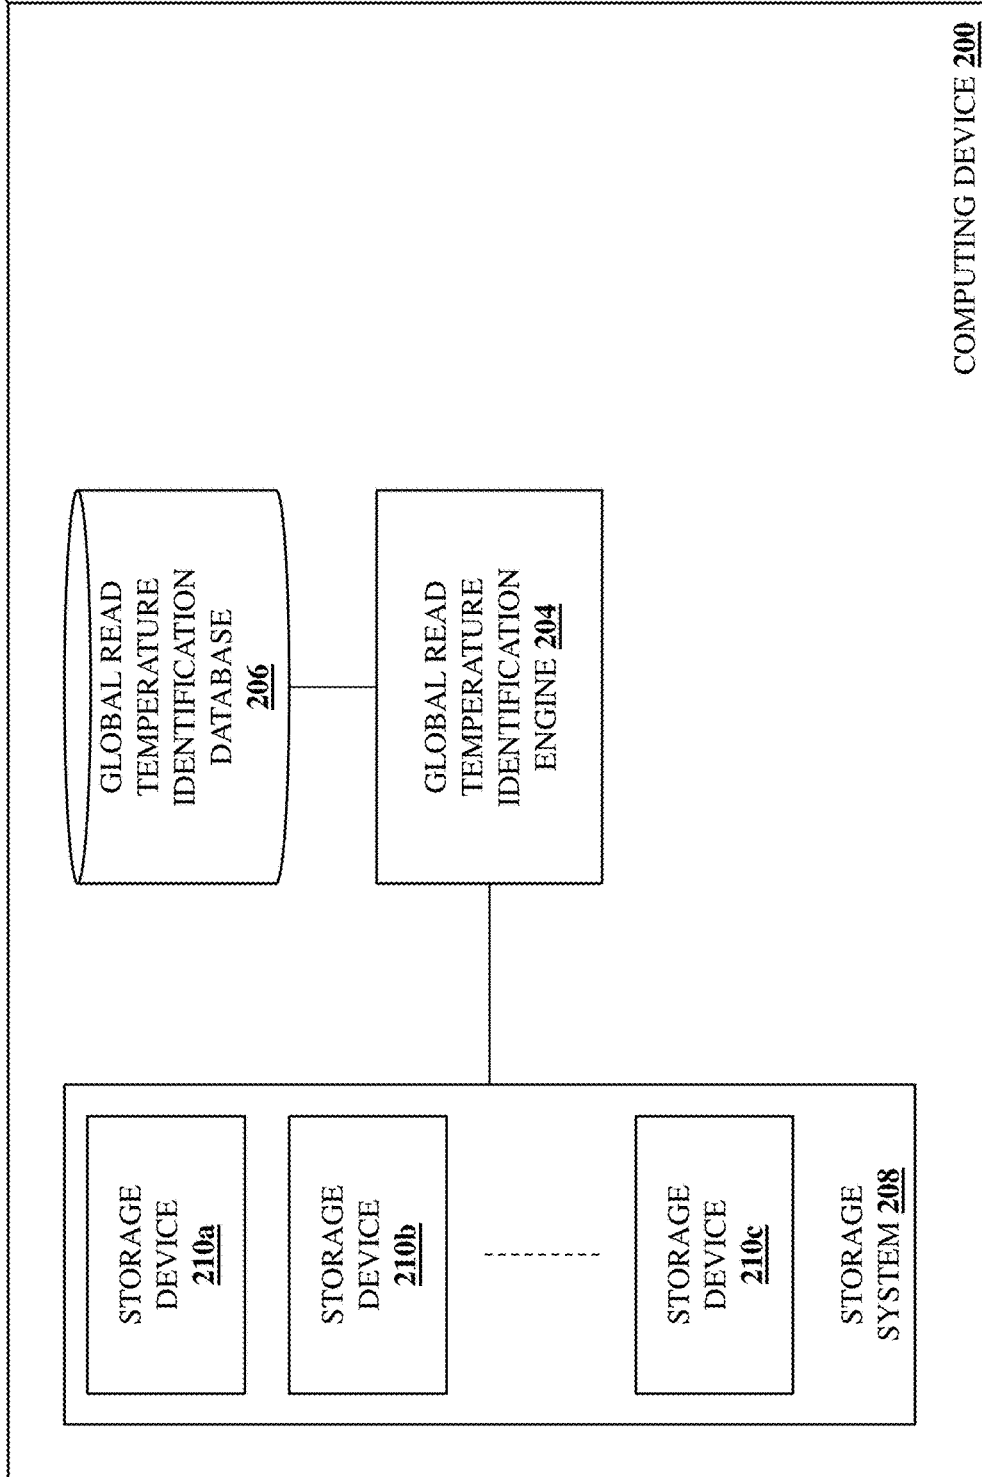 GLOBAL READ
TEMPERATURE
IDENTIFICATION
DATABASE
206
GLOBAL READ
TEMPERATURE
IDENTIFICATION
ENGINE 204
STORAGE
DEVICE
210a
STORAGE
DEVICE
210b
STORAGE
DEVICE
210c
STORAGE
SYSTEM 208
COMPUTING DEVICE 200